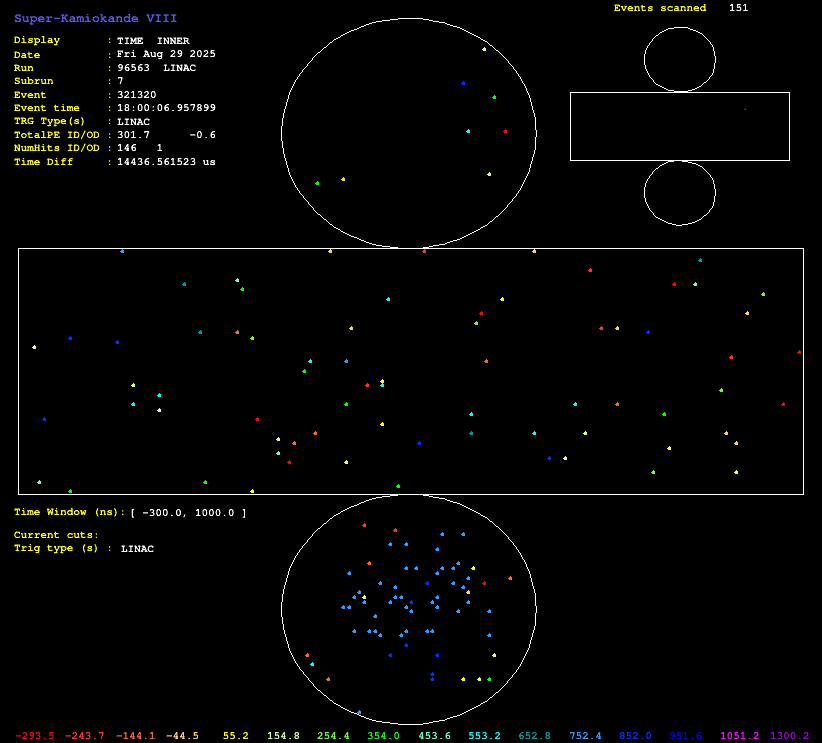 Super-Kamiokande VIII
Events scanned 151
Display : TIME INNER
Date : Fri Aug 29 2025
Run : 96563 LINAC
Subrun : 7
Event : 321320
Event time : 18:00:06.957899
TRG Type(s) : LINAC
TotalPE ID/OD : 301.7 -0.6
NumHits ID/OD : 146 1
Time Diff : 14436.561523 us
Time Window (ns): [ -300.0, 1000.0 ]
Current cuts:
Trig type (s) : LINAC
-293.5 -243.7 -144.1 -44.5 55.2 154.8 254.4 354.0 453.6 553.2 652.8 752.4 852.0 951.6 1051.2 1300.2